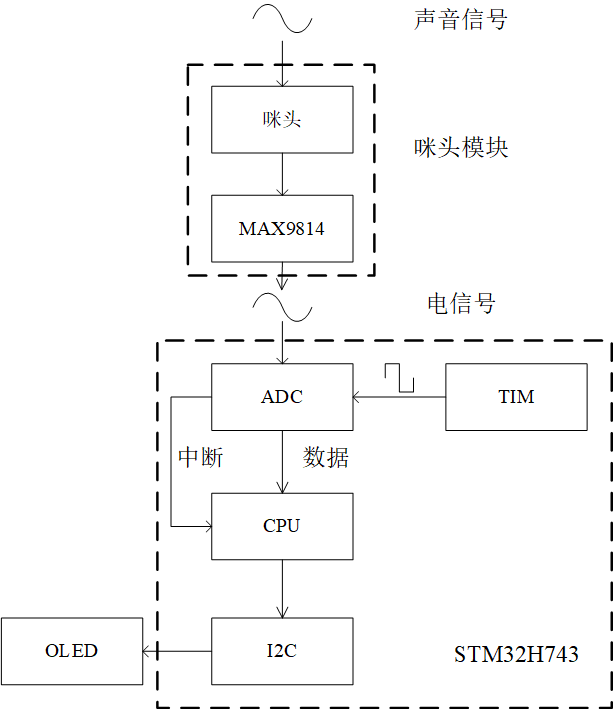 声音信号
咪头
咪头模块
MAX9814
电信号
ADC
TIM
中断
数据
CPU
OLED
I2C
STM32H743